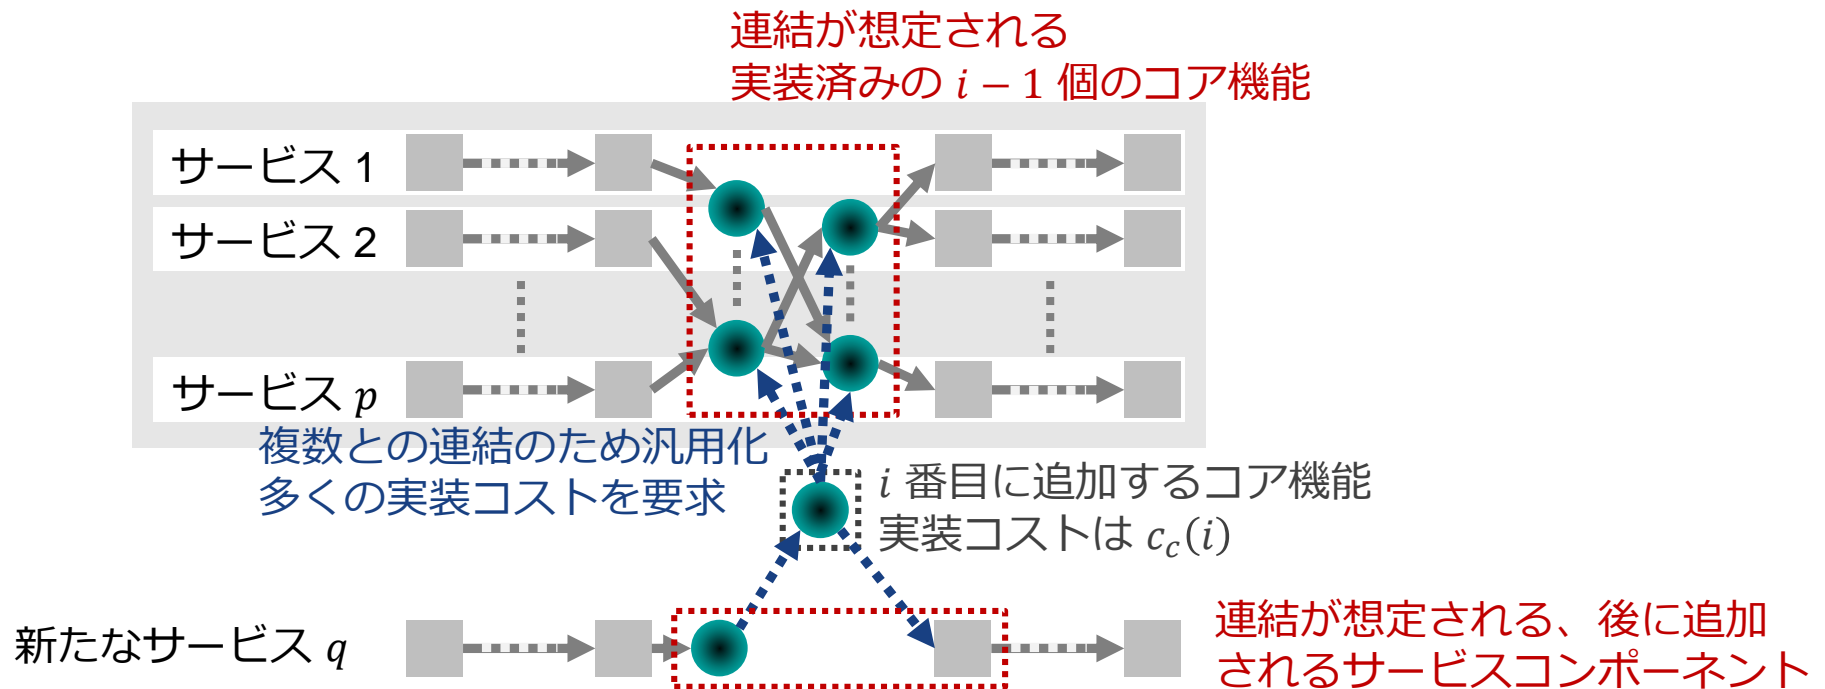 連結が想定される
実装済みの i − 1 個のコア機能
サービス 1
サービス 2
サービス p
複数との連結のため汎用化
多くの実装コストを要求
i 番目に追加するコア機能
実装コストは c_c(i)
新たなサービス q
連結が想定される、後に追加
されるサービスコンポーネント